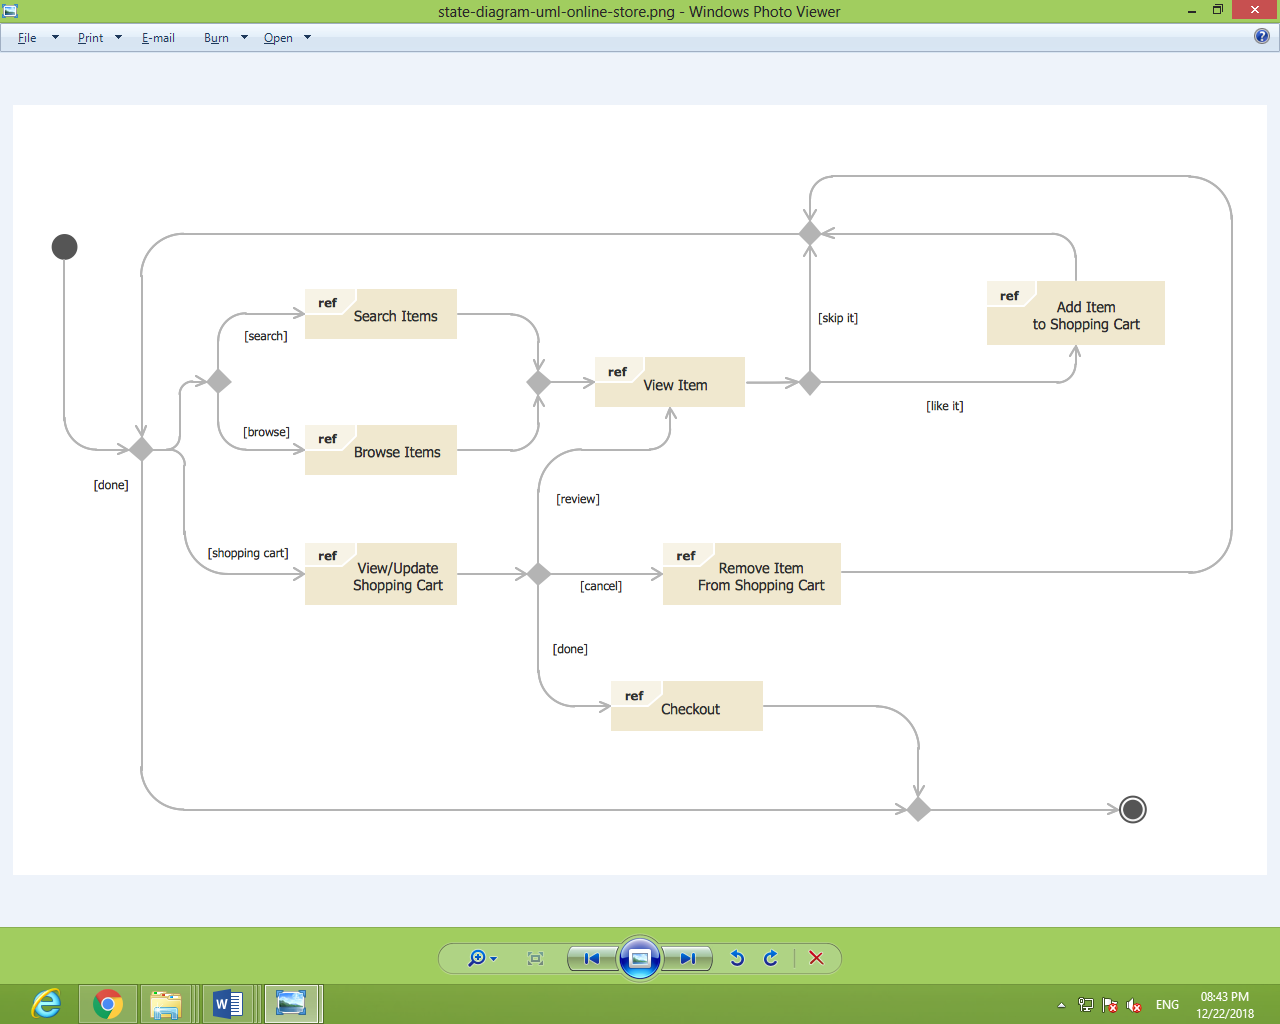 state-diagram-uml-online-store.png - Windows Photo Viewer
File Print E-mail Burn Open
ref
Search Items
[search]
ref
Add Item
to Shopping Cart
[skip it]
ref
View Item
[like it]
[browse]
ref
Browse Items
[done]
[review]
[shopping cart]
ref
View/Update
Shopping Cart
ref
Remove Item
From Shopping Cart
[cancel]
[done]
ref
Checkout
ENG
08:43 PM
12/22/2018